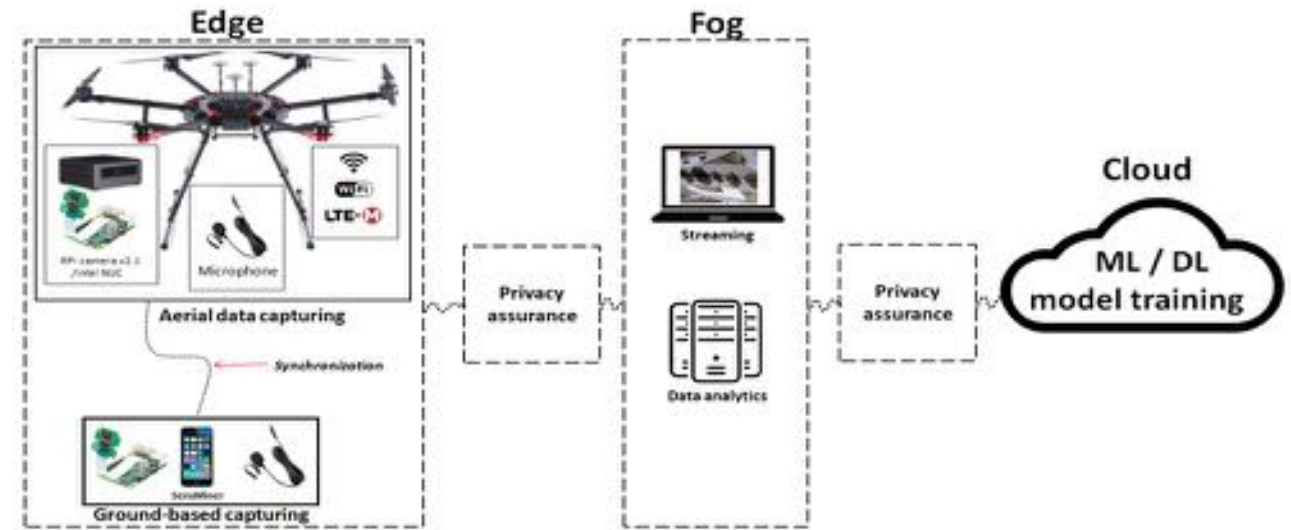 Edge
WiFi
LTE-M
RPi camera v2.1
/Intel NUC
Microphone
Aerial data capturing
Synchronization
Ground-based capturing
Privacy
assurance
Fog
Streaming
Data analytics
Privacy
assurance
Cloud
ML / DL
model training